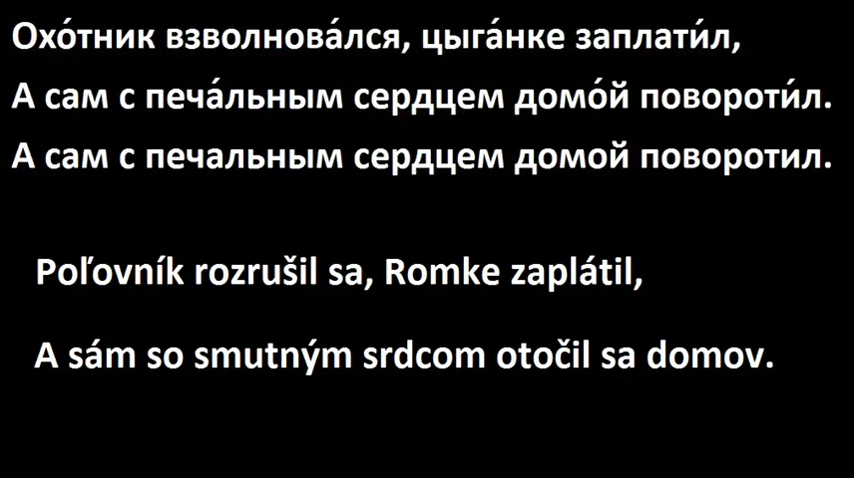 Охо́тник взволнова́лся, цыга́нке заплати́л,
А сам с печа́льным сердцем домо́й повороти́л.
А сам с печальным сердцем домой поворотил.
Poľovník rozrušil sa, Romke zaplátil,
A sám so smutným srdcom otočil sa domov.